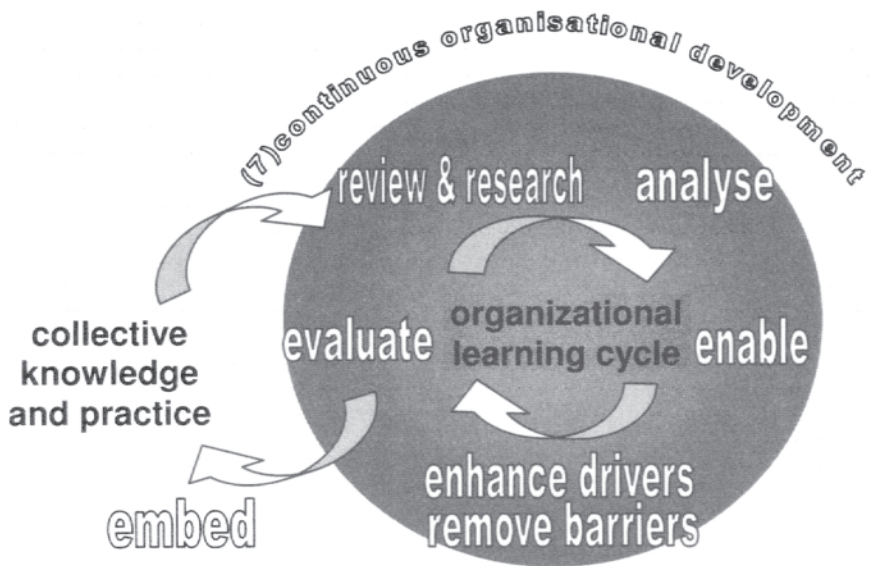 (7)continuous organisational development
review & research
analyse
collective
knowledge
and practice
evaluate
organizational
learning cycle
enable
enhance drivers
remove barriers
embed